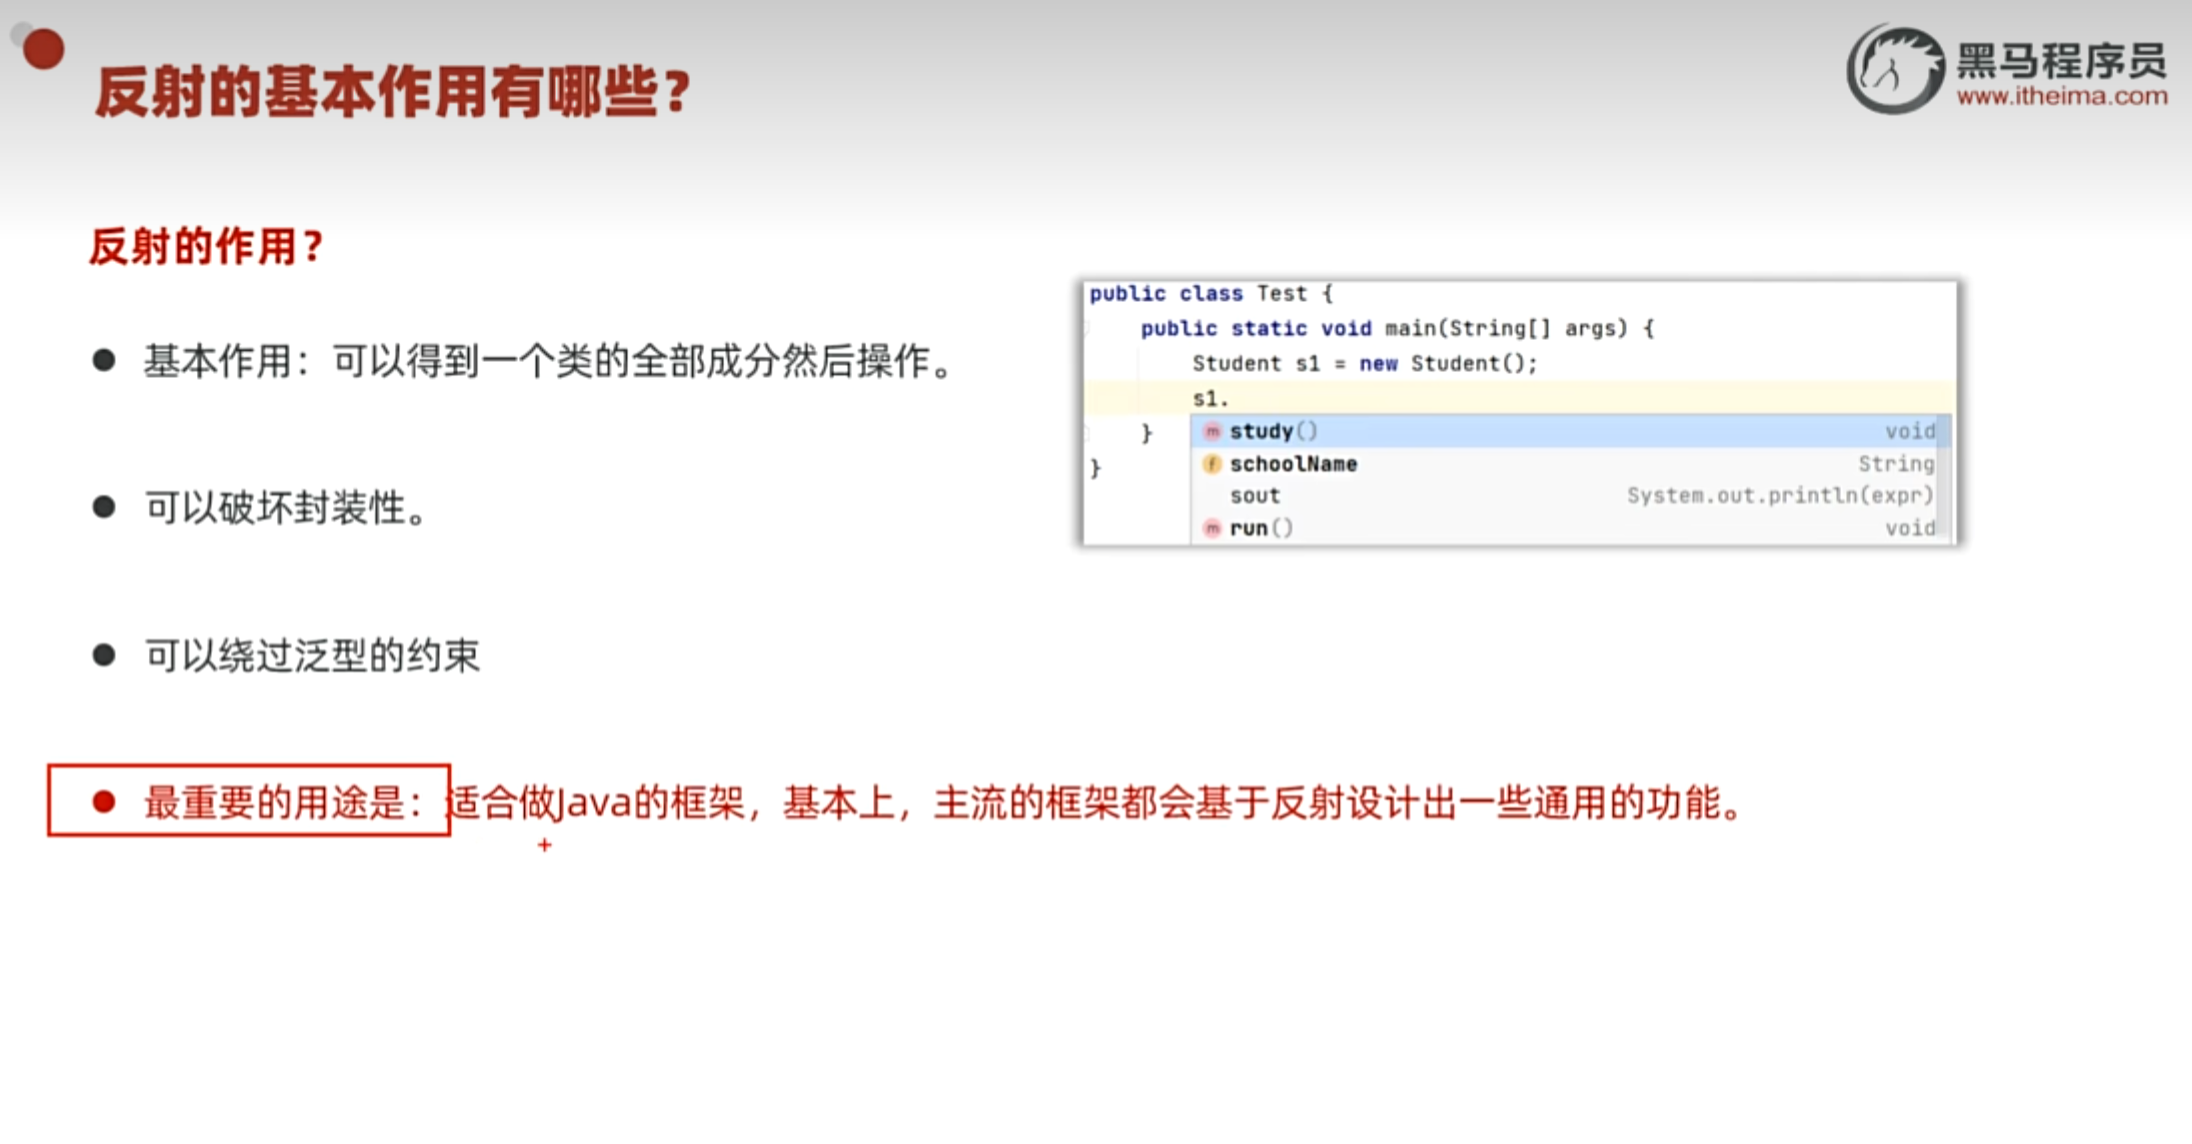 反射的基本作用有哪些？
黑马程序员
www.itheima.com
反射的作用？
基本作用：可以得到一个类的全部成分然后操作。
可以破坏封装性。
可以绕过泛型的约束
最重要的用途是：适合做Java的框架，基本上，主流的框架都会基于反射设计出一些通用的功能。
public class Test {
public static void main(String[] args) {
Student s1 = new Student();
s1.
}
}
m study() void
f schoolName String
sout System.out.println(expr)
m run() void